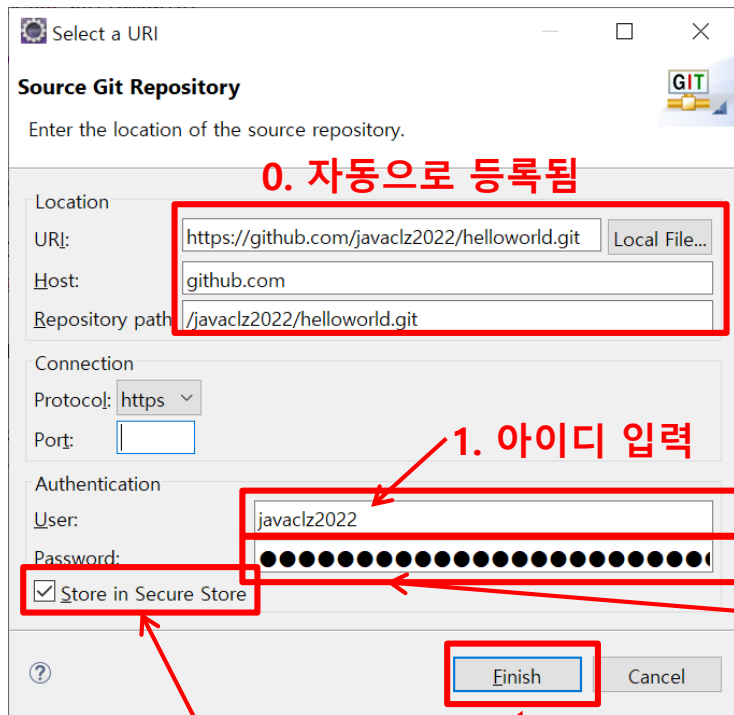 Select a URI
Source Git Repository
GIT
Enter the location of the source repository.
0. 자동으로 등록됨
Location
URI: https://github.com/javaclz2022/helloworld.git Local File...
Host: github.com
Repository path /javaclz2022/helloworld.git
Connection
Protocol: https
Port:
1. 아이디 입력
Authentication
User: javaclz2022
Password: ●●●●●●●●●●●●●●●●●●●●●●●●
Store in Secure Store
Finish Cancel